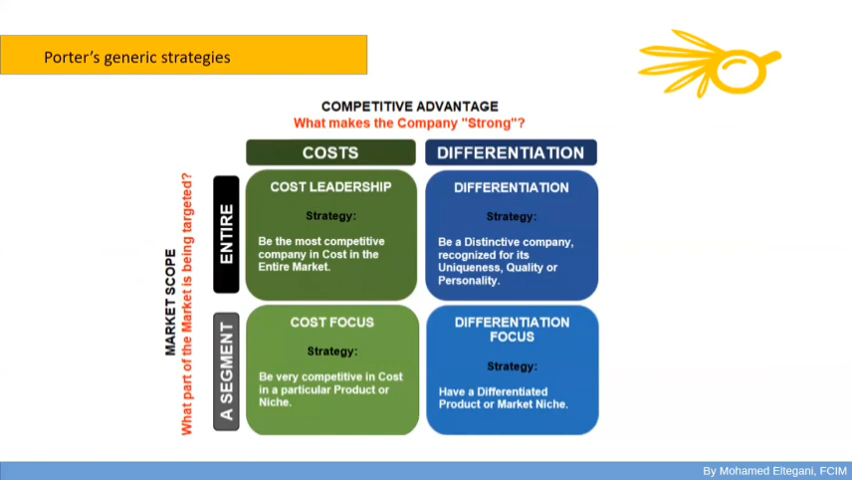 Porter's generic strategies
COMPETITIVE ADVANTAGE
What makes the Company "Strong"?
COSTS
DIFFERENTIATION
MARKET SCOPE
What part of the Market is being targeted?
ENTIRE
COST LEADERSHIP
Strategy:
Be the most competitive
company in Cost in the
Entire Market.
DIFFERENTIATION
Strategy:
Be a Distinctive company,
recognized for its
Uniqueness, Quality or
Personality.
A SEGMENT
COST FOCUS
Strategy:
Be very competitive in Cost
in a particular Product or
Niche.
DIFFERENTIATION
FOCUS
Strategy:
Have a Differentiated
Product or Market Niche.
By Mohamed Eltegani, FCIM